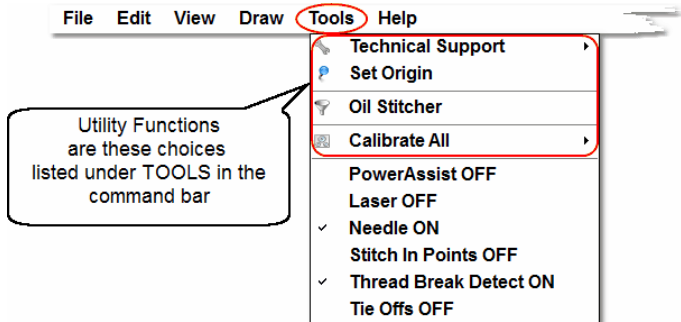 File Edit View Draw Tools Help
Technical Support
Set Origin
Oil Stitcher
Calibrate All
PowerAssist OFF
Laser OFF
Needle ON
Stitch In Points OFF
Thread Break Detect ON
Tie Offs OFF
Utility Functions
are these choices
listed under TOOLS in the
command bar